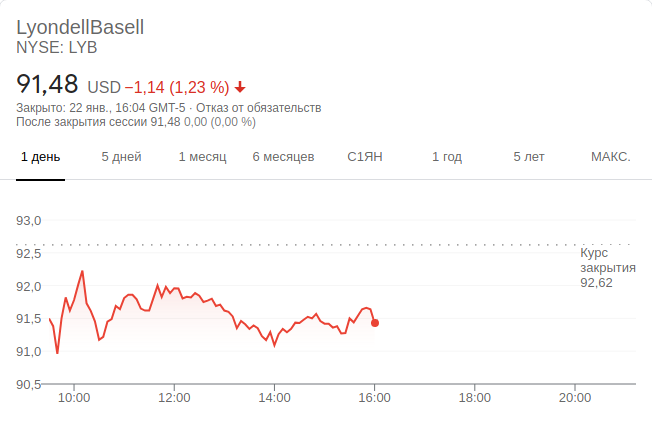 LyondellBasell
NYSE: LYB
91,48 USD −1,14 (1,23 %)
Закрыто: 22 янв., 16:04 GMT-5 · Отказ от обязательств
После закрытия сессии 91,48 0,00 (0,00 %)
1 день 5 дней 1 месяц 6 месяцев С1ЯН 1 год 5 лет МАКС.
93,0
92,5
92,0
91,5
91,0
90,5
Курс
закрытия
92,62
10:00 12:00 14:00 16:00 18:00 20:00